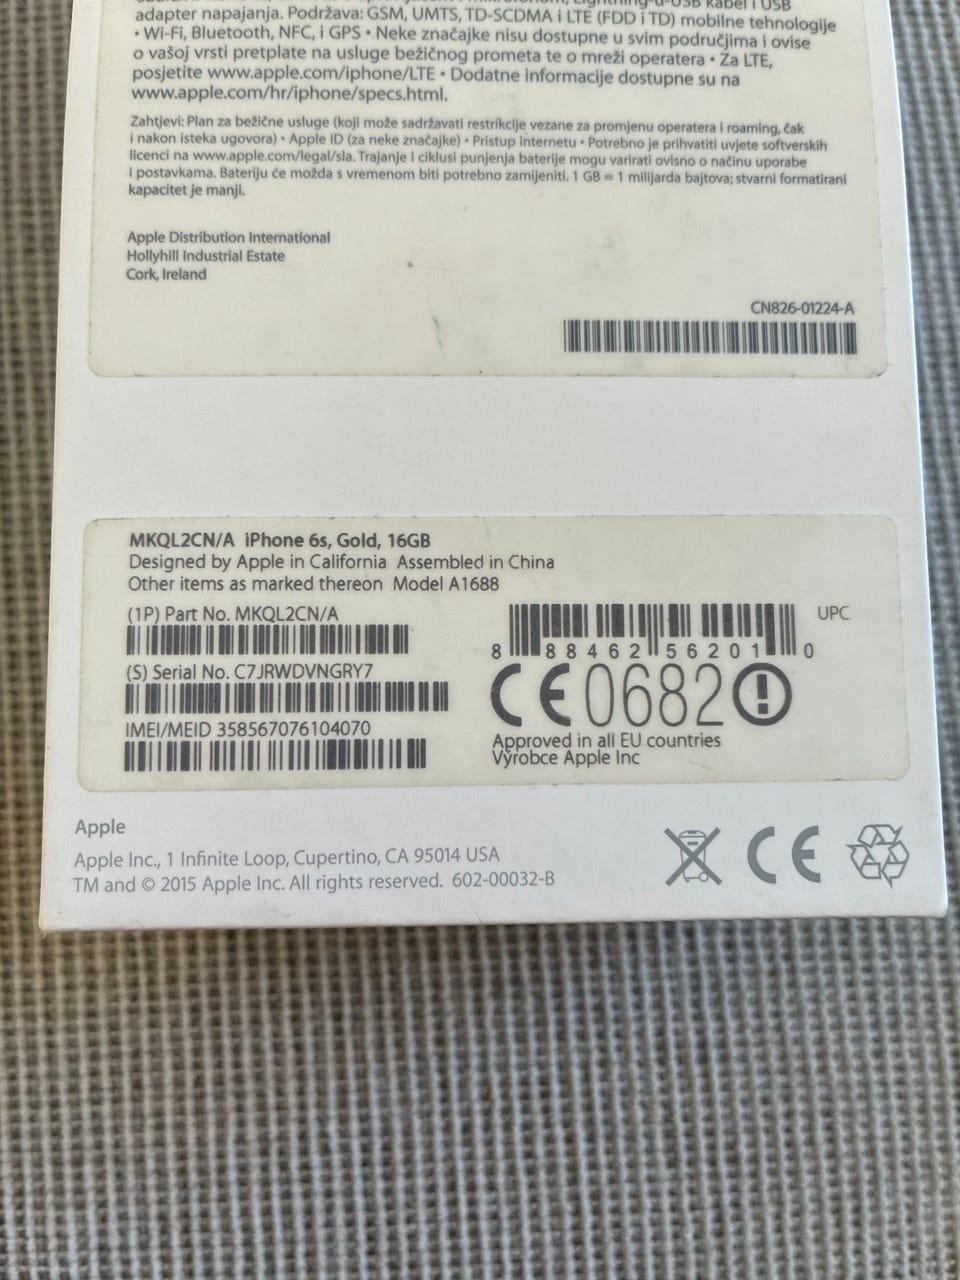 Lightning-u-USB kabel i USB
adapter napajanja. Podržava: GSM, UMTS, TD-SCDMA i LTE (FDD i TD) mobilne tehnologije
• Wi-Fi, Bluetooth, NFC, i GPS • Neke značajke nisu dostupne u svim područjima i ovise
o vašoj vrsti pretplate na uslugu bežičnog prometa te o mreži operatera • Za LTE,
posjetite www.apple.com/iphone/LTE • Dodatne informacije dostupne su na
www.apple.com/hr/iphone/specs.html.
Zahtjevi: Plan za bežične usluge (koji može sadržavati restrikcije vezane za promjenu operatera i roaming, čak
i nakon isteka ugovora) • Apple ID (za neke značajke) • Pristup internetu • Potrebno je prihvatiti uvjete softverskih
licenci na www.apple.com/legal/sla. Trajanje i ciklusi punjenja baterije mogu varirati ovisno o načinu uporabe
i postavkama. Bateriju će možda s vremenom biti potrebno zamijeniti. 1 GB = 1 milijarda bajtova; stvarni formatirani
kapacitet je manji.
Apple Distribution International
Hollyhill Industrial Estate
Cork, Ireland
CN826-01224-A
MKQL2CN/A iPhone 6s, Gold, 16GB
Designed by Apple in California Assembled in China
Other items as marked thereon Model A1688
(1P) Part No. MKQL2CN/A
(S) Serial No. C7JRWDVNGRY7
IMEI/MEID 358567076104070
UPC
8 88462 56201 0
CE0682
Approved in all EU countries
Výrobce Apple Inc
Apple
Apple Inc., 1 Infinite Loop, Cupertino, CA 95014 USA
TM and © 2015 Apple Inc. All rights reserved. 602-00032-B
CE